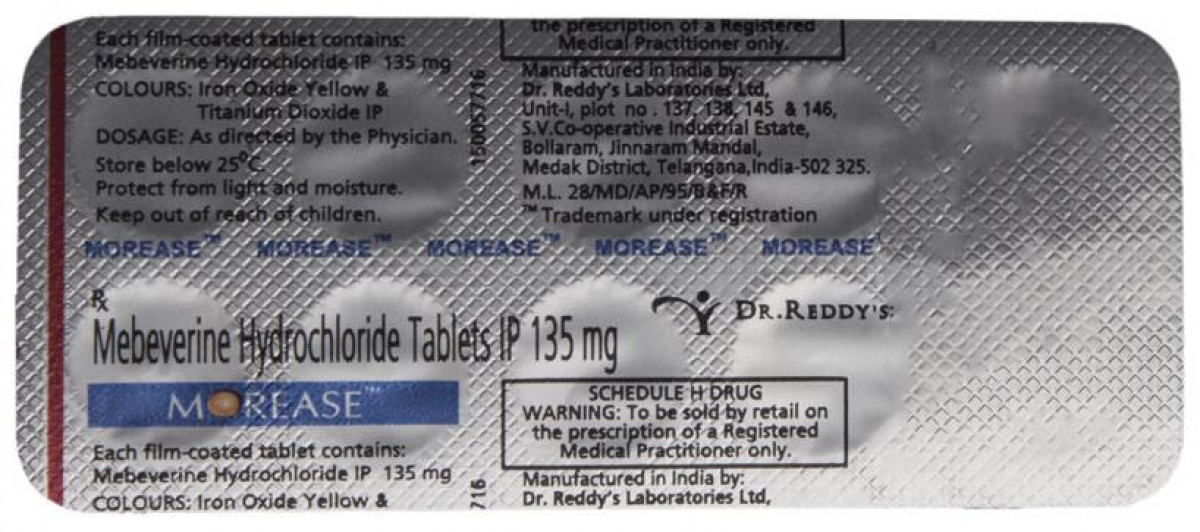 Each film-coated tablet contains:
Mebeverine Hydrochloride IP 135 mg
COLOURS: Iron Oxide Yellow &
Titanium Dioxide IP
DOSAGE: As directed by the Physician.
Store below 25°C.
Protect from light and moisture.
Keep out of reach of children.
150057716
the prescription of a Registered
Medical Practitioner only.
Manufactured in India by:
Dr. Reddy's Laboratories Ltd,
Unit-I, plot no . 137, 138, 145 & 146,
S.V.Co-operative Industrial Estate,
Bollaram, Jinnaram Mandal,
Medak District, Telangana,India-502 325.
M.L. 28/MD/AP/95/B&F/R
™ Trademark under registration
MOREASE™ MOREASE™ MOREASE™ MOREASE™ MOREASE
Rx
Mebeverine Hydrochloride Tablets IP 135 mg
DR.REDDY'S
MOREASE™
SCHEDULE H DRUG
WARNING: To be sold by retail on
the prescription of a Registered
Medical Practitioner only.
Each film-coated tablet contains:
Mebeverine Hydrochloride IP 135 mg
COLOURS: Iron Oxide Yellow &
716
Manufactured in India by:
Dr. Reddy's Laboratories Ltd,